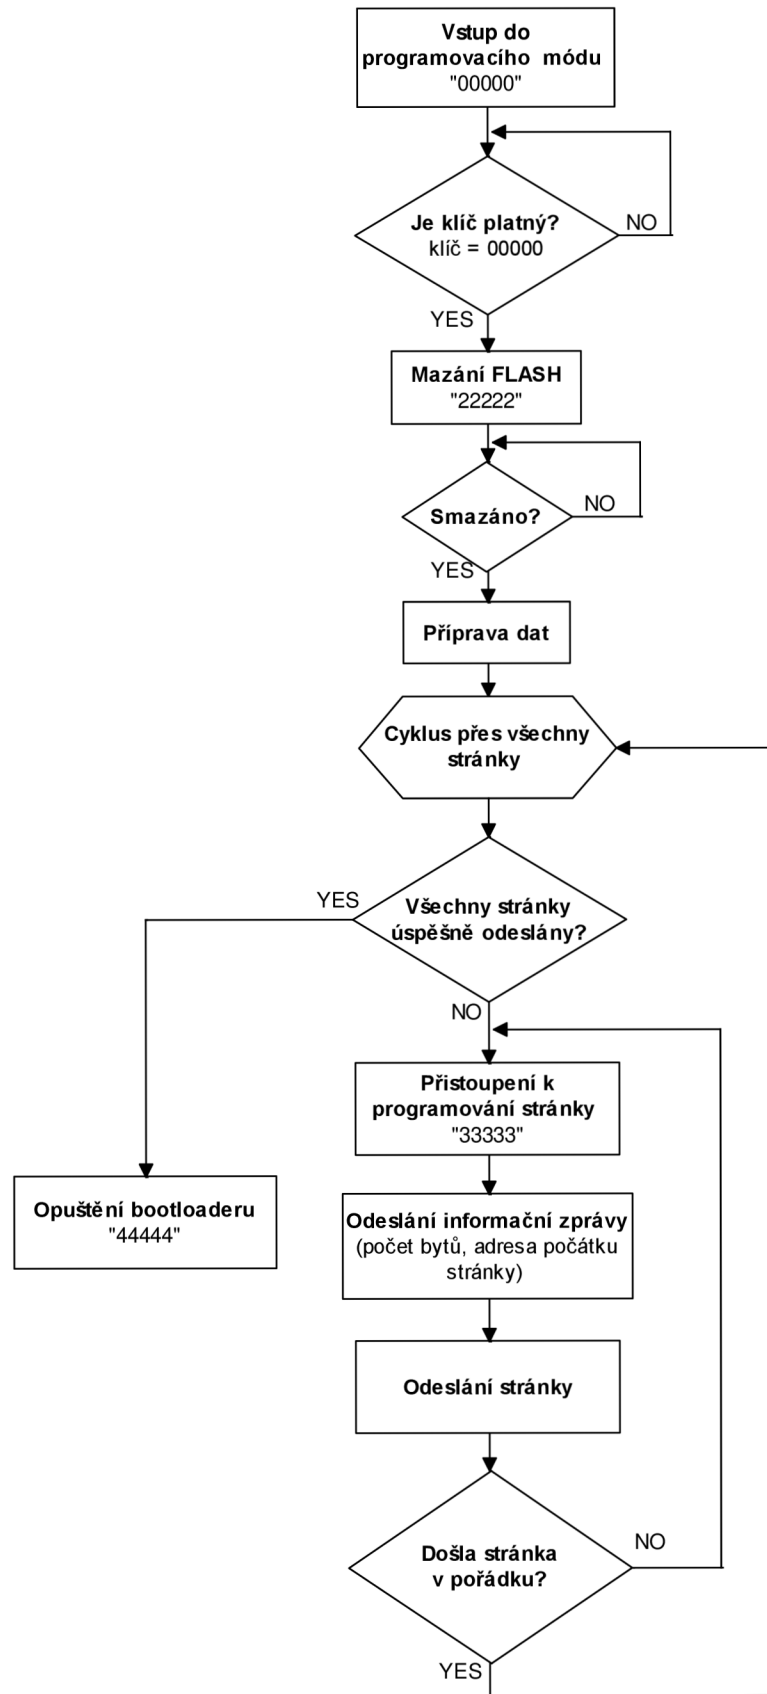 Vstup do
programovacího módu
"00000"
Je klíč platný?
klíč = 00000
NO
YES
Mazání FLASH
"22222"
Smazáno?
NO
YES
Příprava dat
Cyklus přes všechny
stránky
YES
Všechny stránky
úspěšně odeslány?
NO
Přistoupení k
programování stránky
"33333"
Opuštění bootloaderu
"44444"
Odeslání informační zprávy
(počet bytů, adresa počátku
stránky)
Odeslání stránky
Došla stránka
v pořádku?
NO
YES